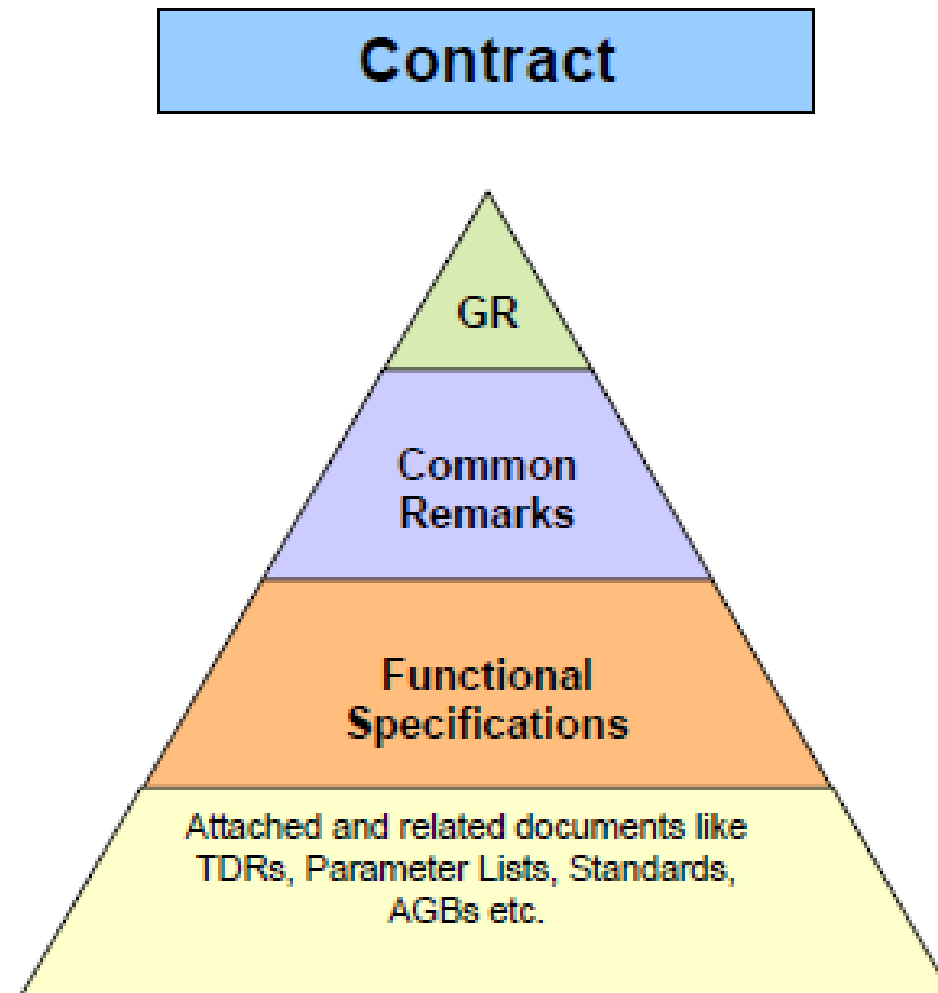 Contract
GR
Common
Remarks
Functional
Specifications
Attached and related documents like
TDRs, Parameter Lists, Standards,
AGBs etc.